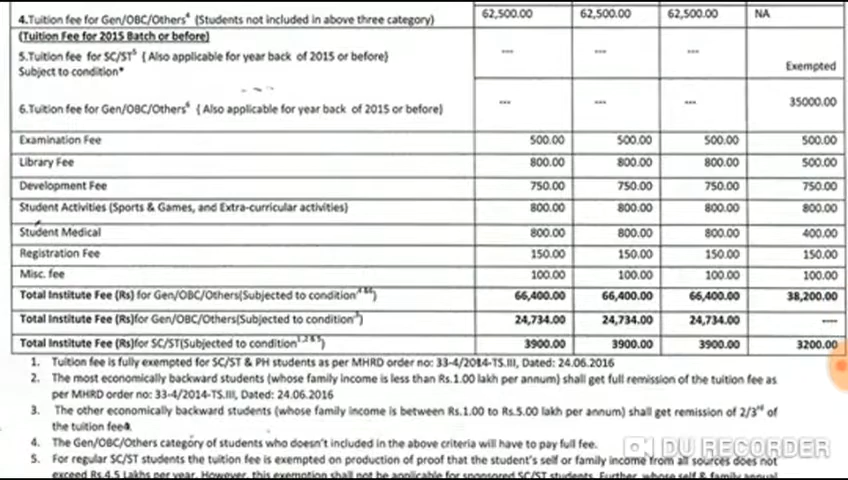 4.Tuition fee for Gen/OBC/Others⁴ (Students not included in above three category) 62,500.00 62,500.00 62,500.00 NA
(Tuition Fee for 2015 Batch or before)
5.Tuition fee for SC/ST⁵ ( Also applicable for year back of 2015 or before) --- --- ---
Subject to condition* Exempted
6.Tuition fee for Gen/OBC/Others⁶ ( Also applicable for year back of 2015 or before) --- --- --- 35000.00
Examination Fee 500.00 500.00 500.00 500.00
Library Fee 800.00 800.00 800.00 500.00
Development Fee 750.00 750.00 750.00 750.00
Student Activities (Sports & Games, and Extra-curricular activities) 800.00 800.00 800.00 800.00
Student Medical 800.00 800.00 800.00 400.00
Registration Fee 150.00 150.00 150.00 150.00
Misc. fee 100.00 100.00 100.00 100.00
Total Institute Fee (Rs) for Gen/OBC/Others(Subjected to condition⁴ &⁶) 66,400.00 66,400.00 66,400.00 38,200.00
Total Institute Fee (Rs) for Gen/OBC/Others(Subjected to condition³) 24,734.00 24,734.00 24,734.00 ----
Total Institute Fee (Rs)for SC/ST(Subjected to condition¹,² & ⁵) 3900.00 3900.00 3900.00 3200.00
1. Tuition fee is fully exempted for SC/ST & PH students as per MHRD order no: 33-4/2014-TS.III, Dated: 24.06.2016
2. The most economically backward students (whose family income is less than Rs.1.00 lakh per annum) shall get full remission of the tuition fee as
per MHRD order no: 33-4/2014-TS.III, Dated: 24.06.2016
3. The other economically backward students (whose family income is between Rs.1.00 to Rs.5.00 lakh per annum) shall get remission of 2/3rd of
the tuition fee.
4. The Gen/OBC/Others category of students who doesn't included in the above criteria will have to pay full fee.
5. For regular SC/ST students the tuition fee is exempted on production of proof that the student's self or family income from all sources does not
exceed Rs.4.5 Lakhs per year. However, this exemption shall not be applicable for sponsored SC/ST students. Further, whose self & family annual
DU RECORDER